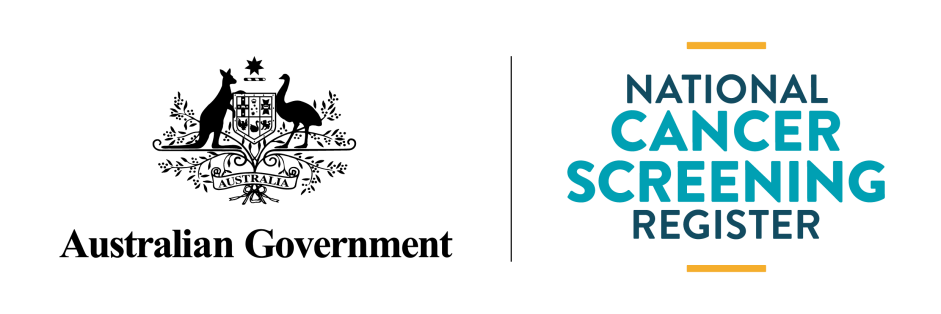 AUSTRALIA
Australian Government
NATIONAL
CANCER
SCREENING
REGISTER